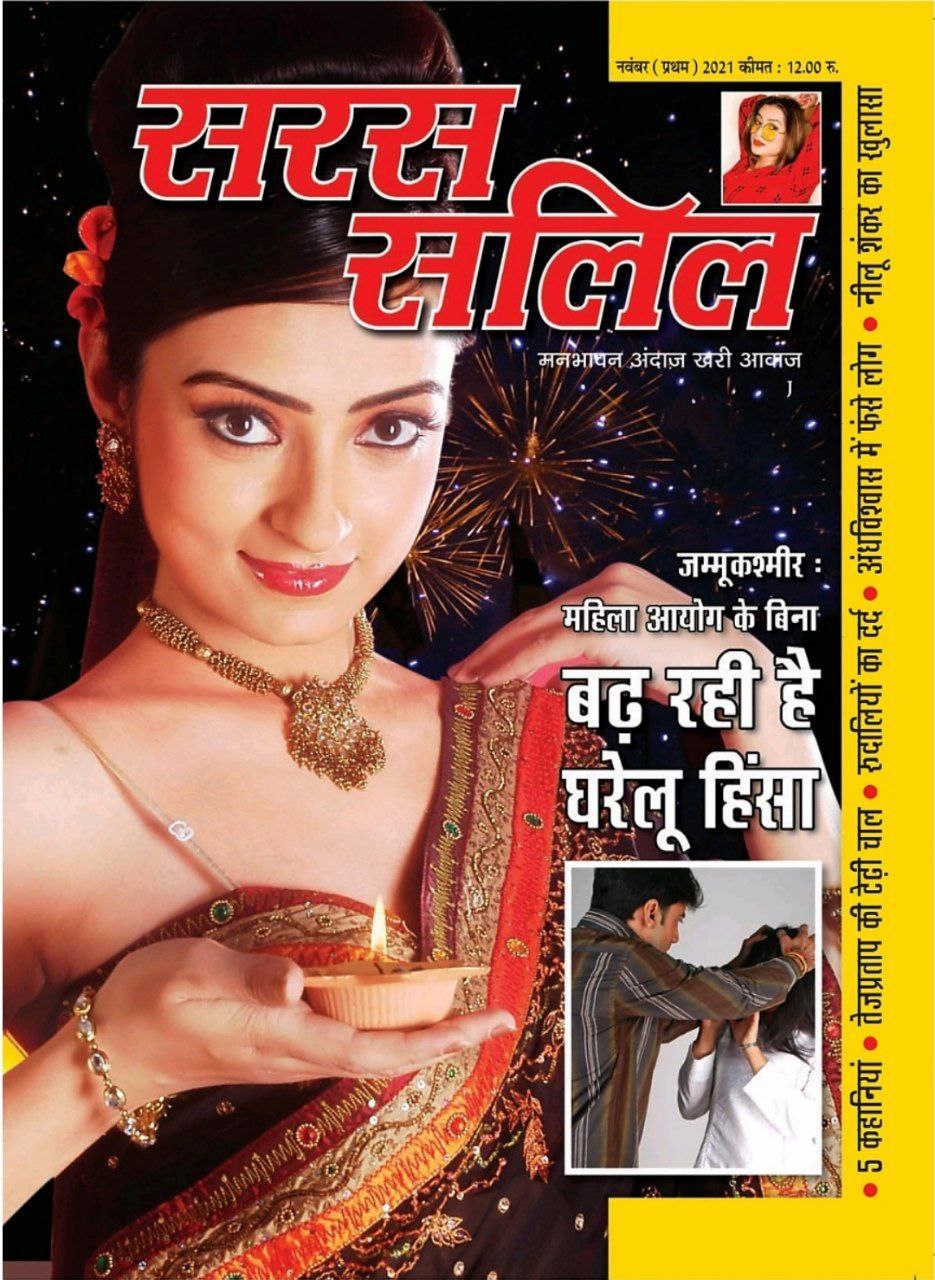 नवंबर ( प्रथम ) 2021 कीमत : 12.00 रु.
सरस
सलिल
मनभावन अंदाज़ खरी आवाज
J
जम्मूकश्मीर :
महिला आयोग के बिना
बढ़ रही है
घरेलू हिंसा
• 5 कहानियां • तेजप्रताप की टेढ़ी चाल • रुदालियों का दर्द • अंधविश्वास में फंसे लोग • नीलू शंकर का खुलासा